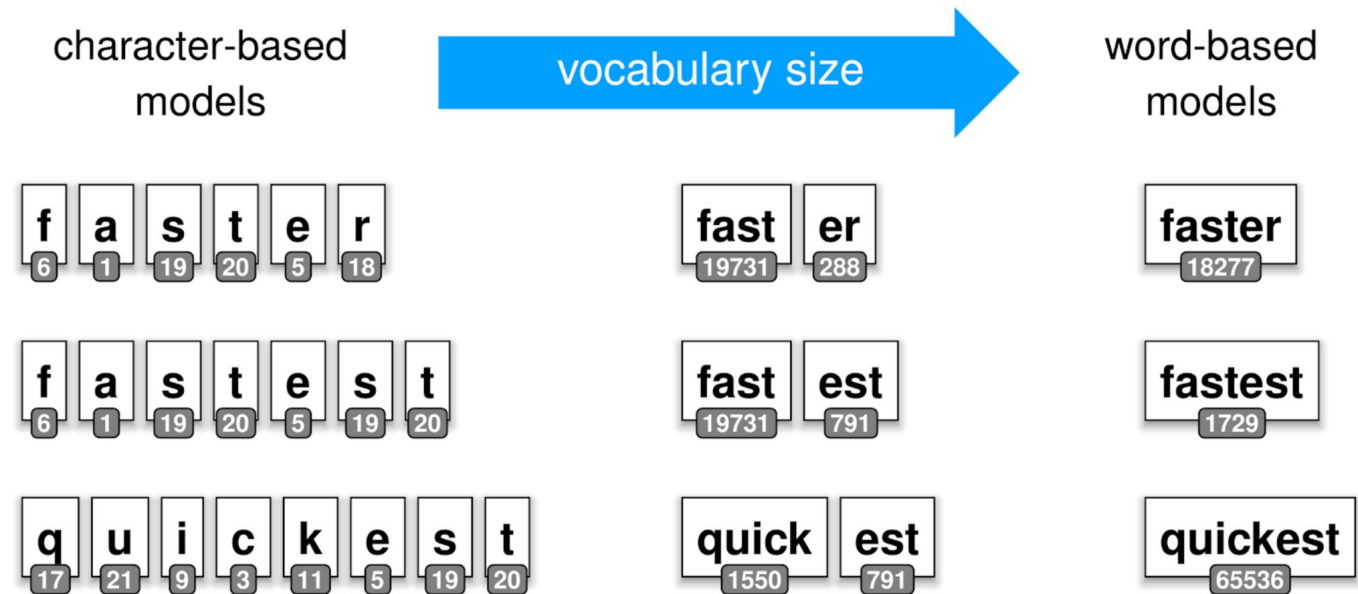 character-based
models
vocabulary size
word-based
models
f a s t e r
6 1 19 20 5 18
fast er
19731 288
faster
18277
f a s t e s t
6 1 19 20 5 19 20
fast est
19731 791
fastest
1729
q u i c k e s t
17 21 9 3 11 5 19 20
quick est
1550 791
quickest
65536